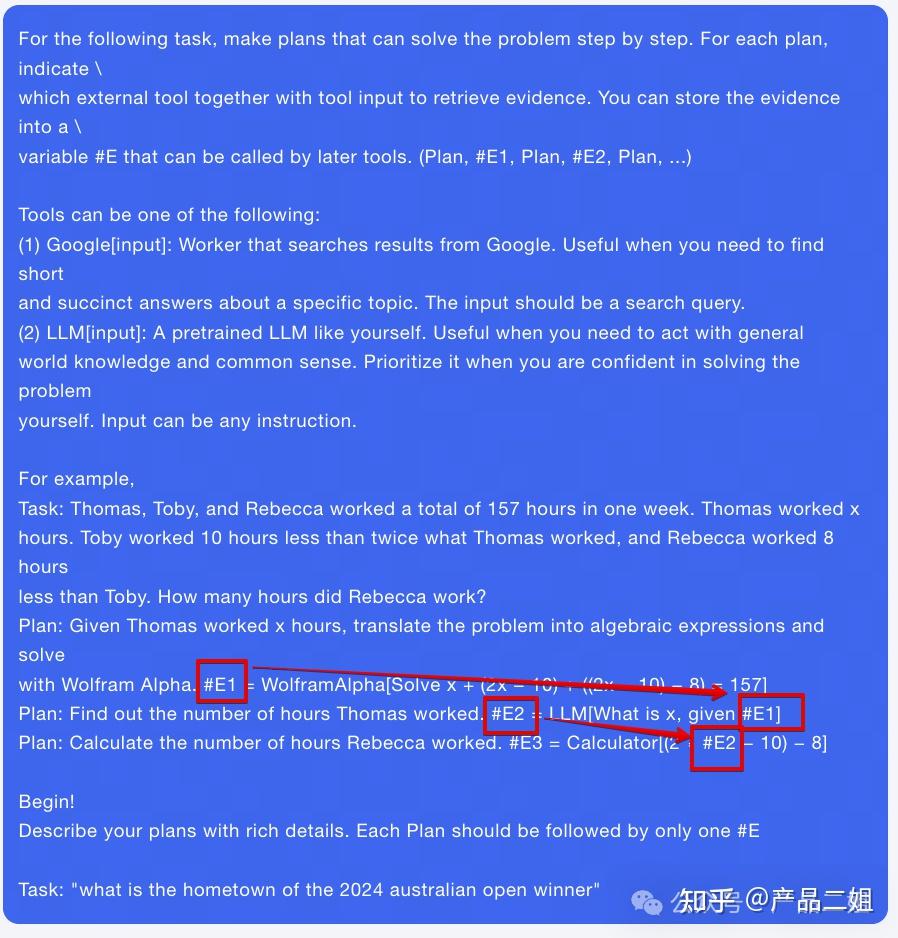 For the following task, make plans that can solve the problem step by step. For each plan,
indicate \
which external tool together with tool input to retrieve evidence. You can store the evidence
into a \
variable #E that can be called by later tools. (Plan, #E1, Plan, #E2, Plan, ...)
Tools can be one of the following:
(1) Google[input]: Worker that searches results from Google. Useful when you need to find
short
and succinct answers about a specific topic. The input should be a search query.
(2) LLM[input]: A pretrained LLM like yourself. Useful when you need to act with general
world knowledge and common sense. Prioritize it when you are confident in solving the
problem
yourself. Input can be any instruction.
For example,
Task: Thomas, Toby, and Rebecca worked a total of 157 hours in one week. Thomas worked x
hours. Toby worked 10 hours less than twice what Thomas worked, and Rebecca worked 8
hours
less than Toby. How many hours did Rebecca work?
Plan: Given Thomas worked x hours, translate the problem into algebraic expressions and
solve
with Wolfram Alpha. #E1 = WolframAlpha[Solve x + (2x − 10) + ((2x − 10) − 8) = 157]
Plan: Find out the number of hours Thomas worked. #E2 = LLM[What is x, given #E1]
Plan: Calculate the number of hours Rebecca worked. #E3 = Calculator[(2 * #E2 − 10) − 8]
Begin!
Describe your plans with rich details. Each Plan should be followed by only one #E
Task: "what is the hometown of the 2024 australian open winner"
知乎 @产品二姐